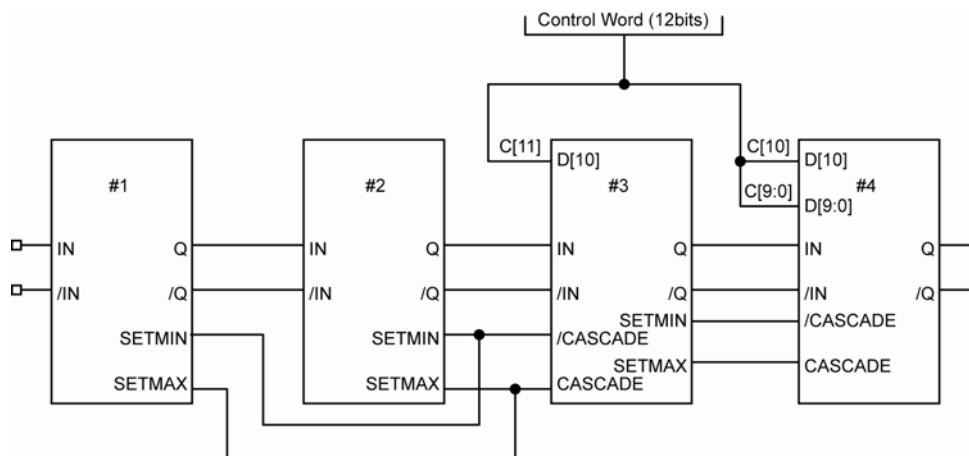 Control Word (12bits)
C[11]
D[10]
C[10]
D[10]
C[9:0]
D[9:0]
#1
#2
#3
#4
IN
Q
IN
Q
IN
Q
IN
Q
/IN
/Q
/IN
/Q
/IN
/Q
/IN
/Q
SETMIN
SETMIN
/CASCADE
SETMIN
/CASCADE
SETMAX
SETMAX
CASCADE
SETMAX
CASCADE